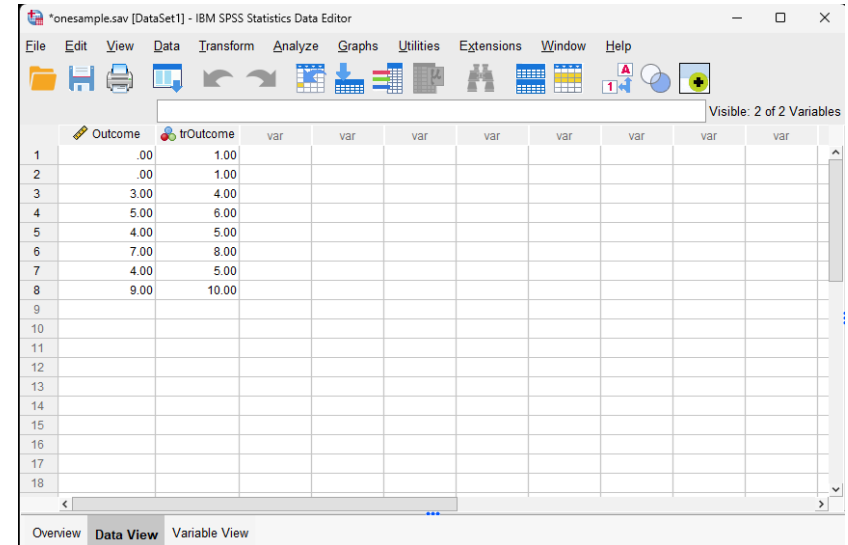 *onesample.sav [DataSet1] - IBM SPSS Statistics Data Editor
File Edit View Data Transform Analyze Graphs Utilities Extensions Window Help
A
1
μ
Visible: 2 of 2 Variables
Outcome trOutcome var var var var var var var var
1 .00 1.00
2 .00 1.00
3 3.00 4.00
4 5.00 6.00
5 4.00 5.00
6 7.00 8.00
7 4.00 5.00
8 9.00 10.00
9
10
11
12
13
14
15
16
17
18
Overview Data View Variable View